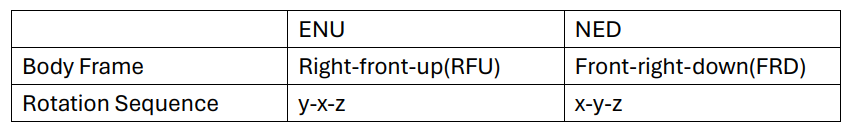 ENU NED
Body Frame Right-front-up(RFU) Front-right-down(FRD)
Rotation Sequence y-x-z x-y-z